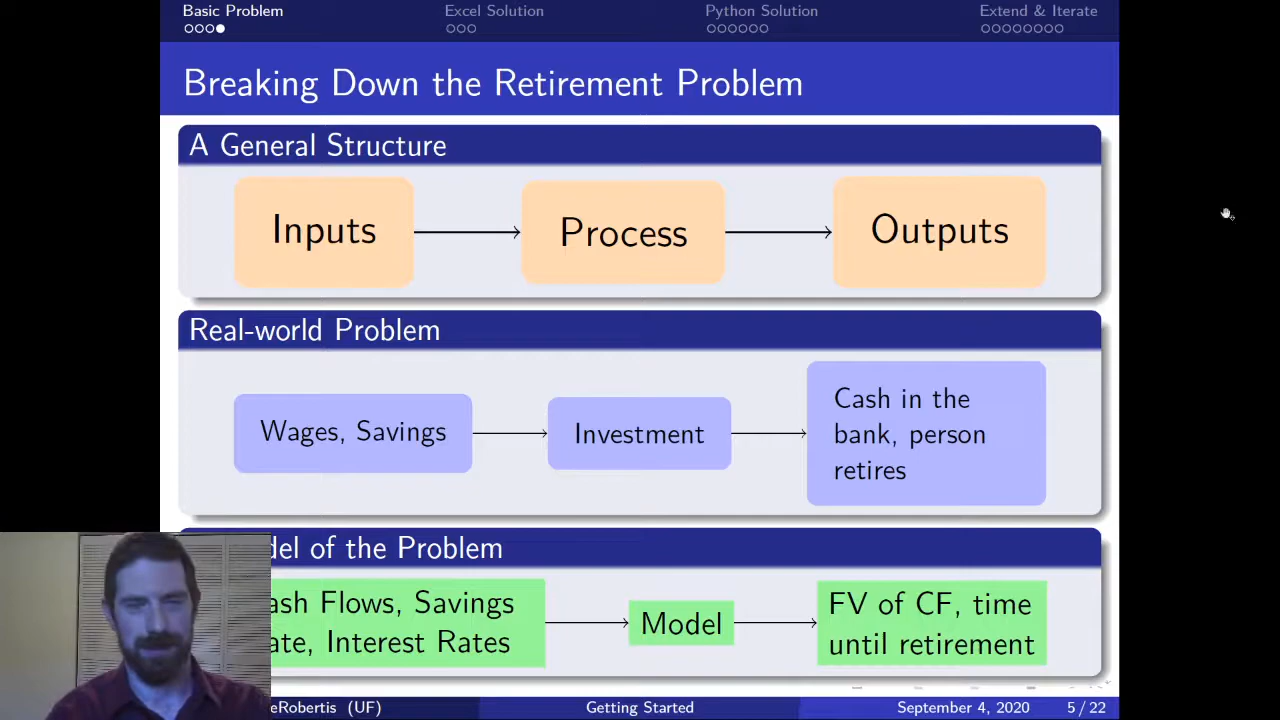 Basic Problem
Excel Solution
Python Solution
Extend & Iterate
Breaking Down the Retirement Problem
A General Structure
Inputs
Process
Outputs
Real-world Problem
Wages, Savings
Investment
Cash in the
bank, person
retires
del of the Problem
ash Flows, Savings
ate, Interest Rates
Model
FV of CF, time
until retirement
eRobertis (UF)
Getting Started
September 4, 2020
5 / 22